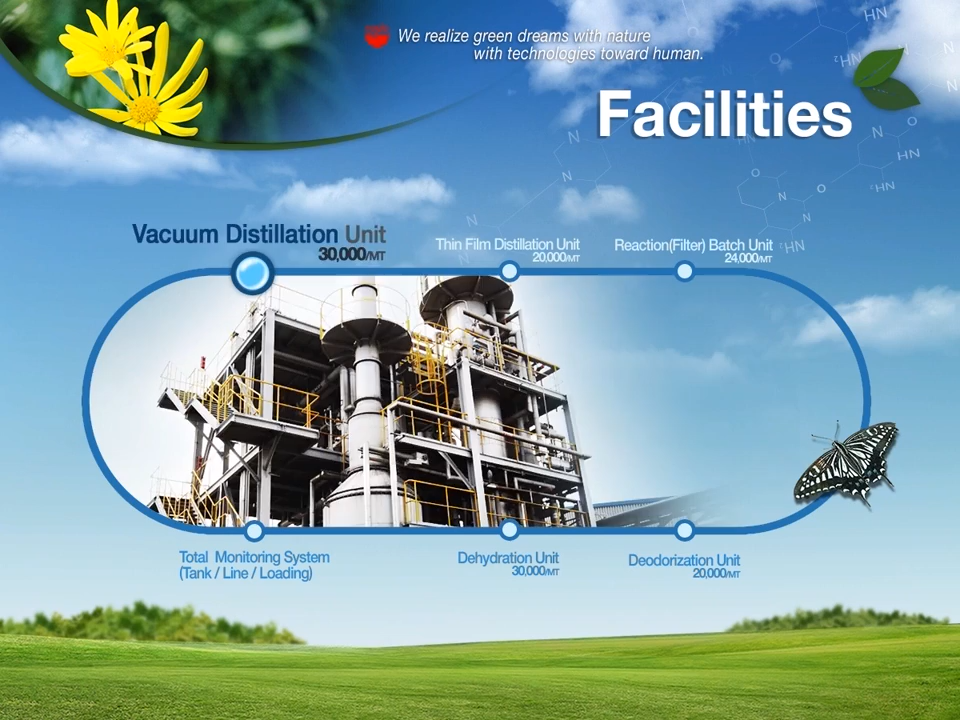 We realize green dreams with nature
with technologies toward human.
Facilities
Vacuum Distillation Unit
30,000/MT
Thin Film Distillation Unit
20,000/MT
Reaction(Filter) Batch Unit
24,000/MT
Total Monitoring System
(Tank / Line / Loading)
Dehydration Unit
30,000/MT
Deodorization Unit
20,000/MT